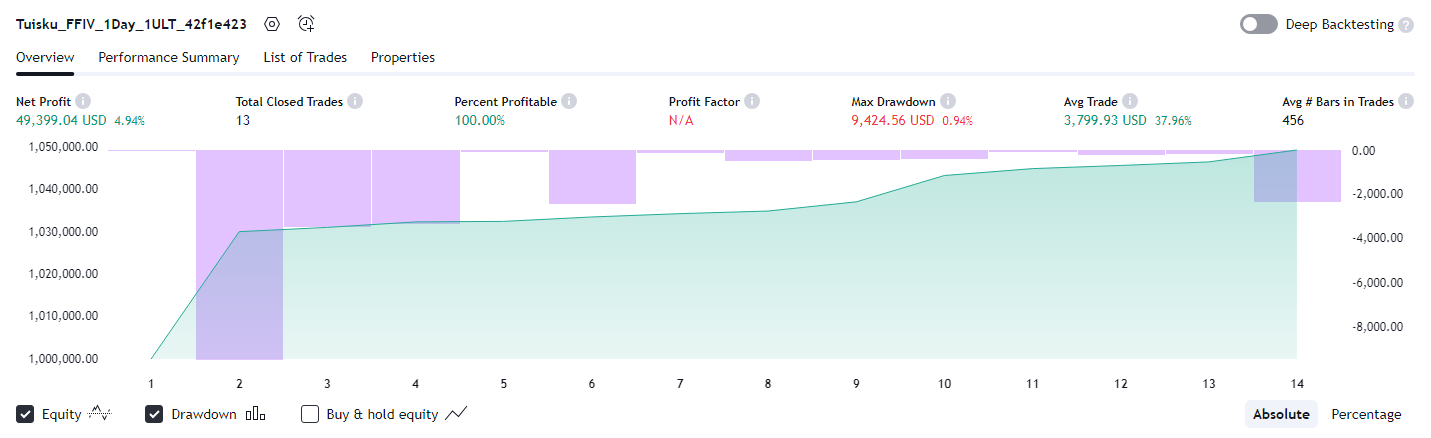 Tuisku_FFIV_1Day_1ULT_42f1e423 Deep Backtesting ?
Overview Performance Summary List of Trades Properties
Net Profit i Total Closed Trades i Percent Profitable i Profit Factor i Max Drawdown i Avg Trade i Avg # Bars in Trades i
49,399.04 USD 4.94% 13 100.00% N/A 9,424.56 USD 0.94% 3,799.93 USD 37.96% 456
1,050,000.00 0.00
1,040,000.00 -2,000.00
1,030,000.00 -4,000.00
1,020,000.00 -6,000.00
1,010,000.00 -8,000.00
1,000,000.00
1 2 3 4 5 6 7 8 9 10 11 12 13 14
Equity Drawdown Buy & hold equity Absolute Percentage